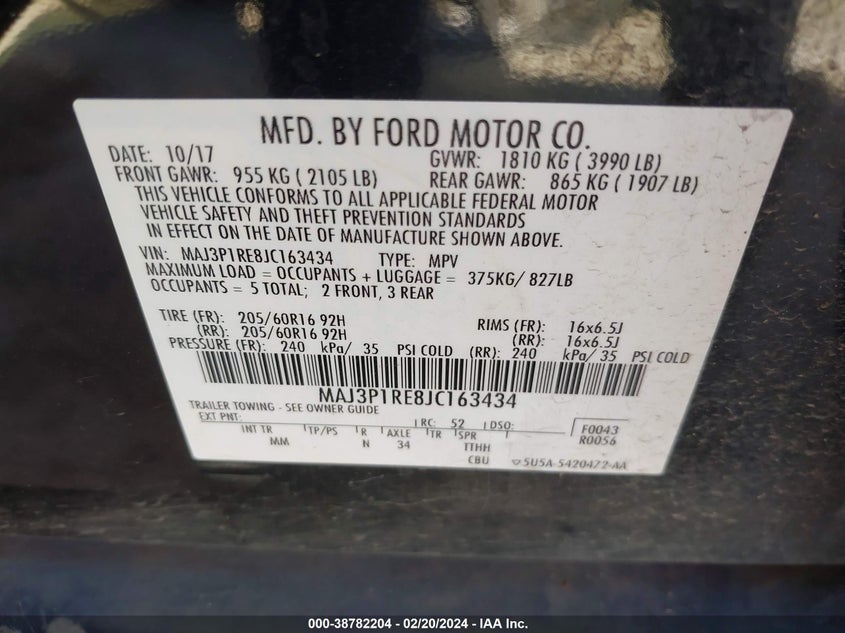 MFD. BY FORD MOTOR CO.
DATE: 10/17 GVWR: 1810 KG ( 3990 LB)
FRONT GAWR: 955 KG ( 2105 LB) REAR GAWR: 865 KG ( 1907 LB)
THIS VEHICLE CONFORMS TO ALL APPLICABLE FEDERAL MOTOR
VEHICLE SAFETY AND THEFT PREVENTION STANDARDS
IN EFFECT ON THE DATE OF MANUFACTURE SHOWN ABOVE.
VIN: MAJ3P1RE8JC163434 TYPE: MPV
MAXIMUM LOAD = OCCUPANTS + LUGGAGE = 375KG/ 827LB
OCCUPANTS = 5 TOTAL; 2 FRONT, 3 REAR
TIRE (FR): 205/60R16 92H RIMS (FR): 16x6.5J
(RR): 205/60R16 92H (RR): 16x6.5J
PRESSURE (FR): 240 kPa/ 35 PSI COLD (RR): 240 kPa/ 35 PSI COLD
MAJ3P1RE8JC163434
TRAILER TOWING - SEE OWNER GUIDE
EXT PNT: RC: 52 DSO: F0043
R0056
INT TR TP/PS R AXLE TR SPR
MM N 34 TTHH
CBU 5U5A-5420472-AA
000-38782204 - 02/20/2024 - IAA Inc.